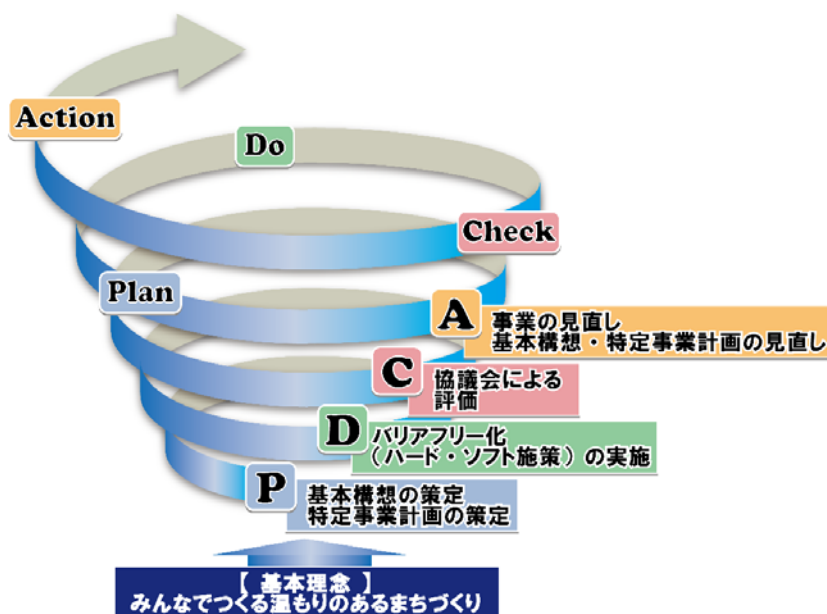 Action
Do
Check
Plan
A
事業の見直し
基本構想・特定事業計画の見直し
C
協議会による
評価
D
バリアフリー化
（ハード・ソフト施策）の実施
P
基本構想の策定
特定事業計画の策定
【 基本理念 】
みんなでつくる温もりのあるまちづくり